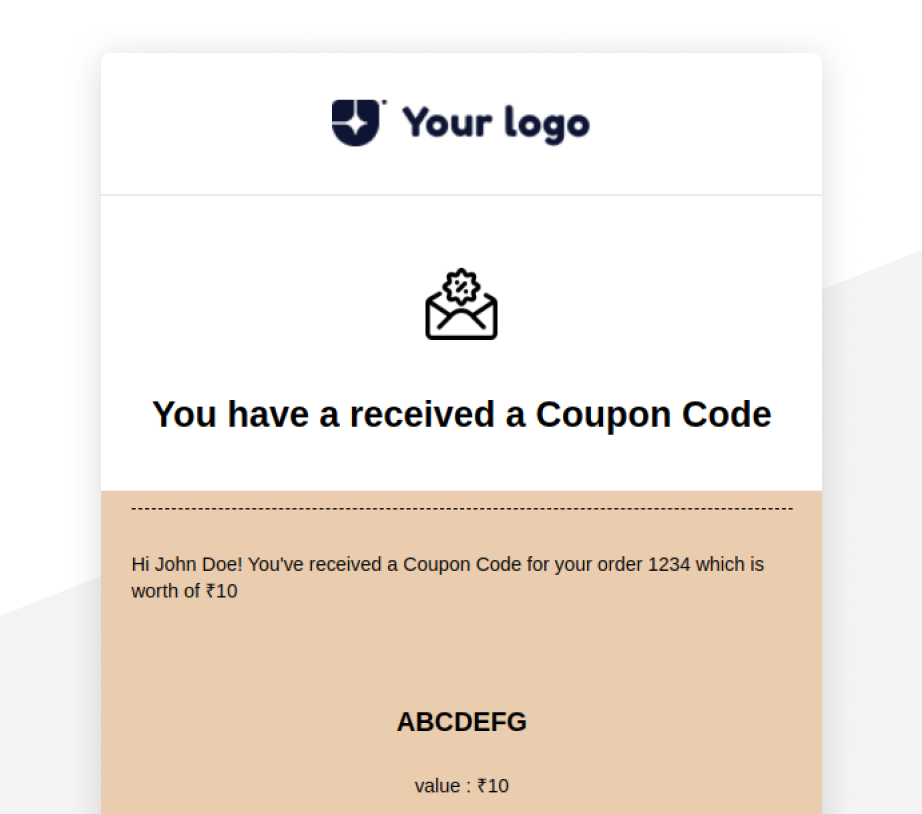 Your logo
You have a received a Coupon Code
Hi John Doe! You've received a Coupon Code for your order 1234 which is
worth of ₹10
ABCDEFG
value : ₹10